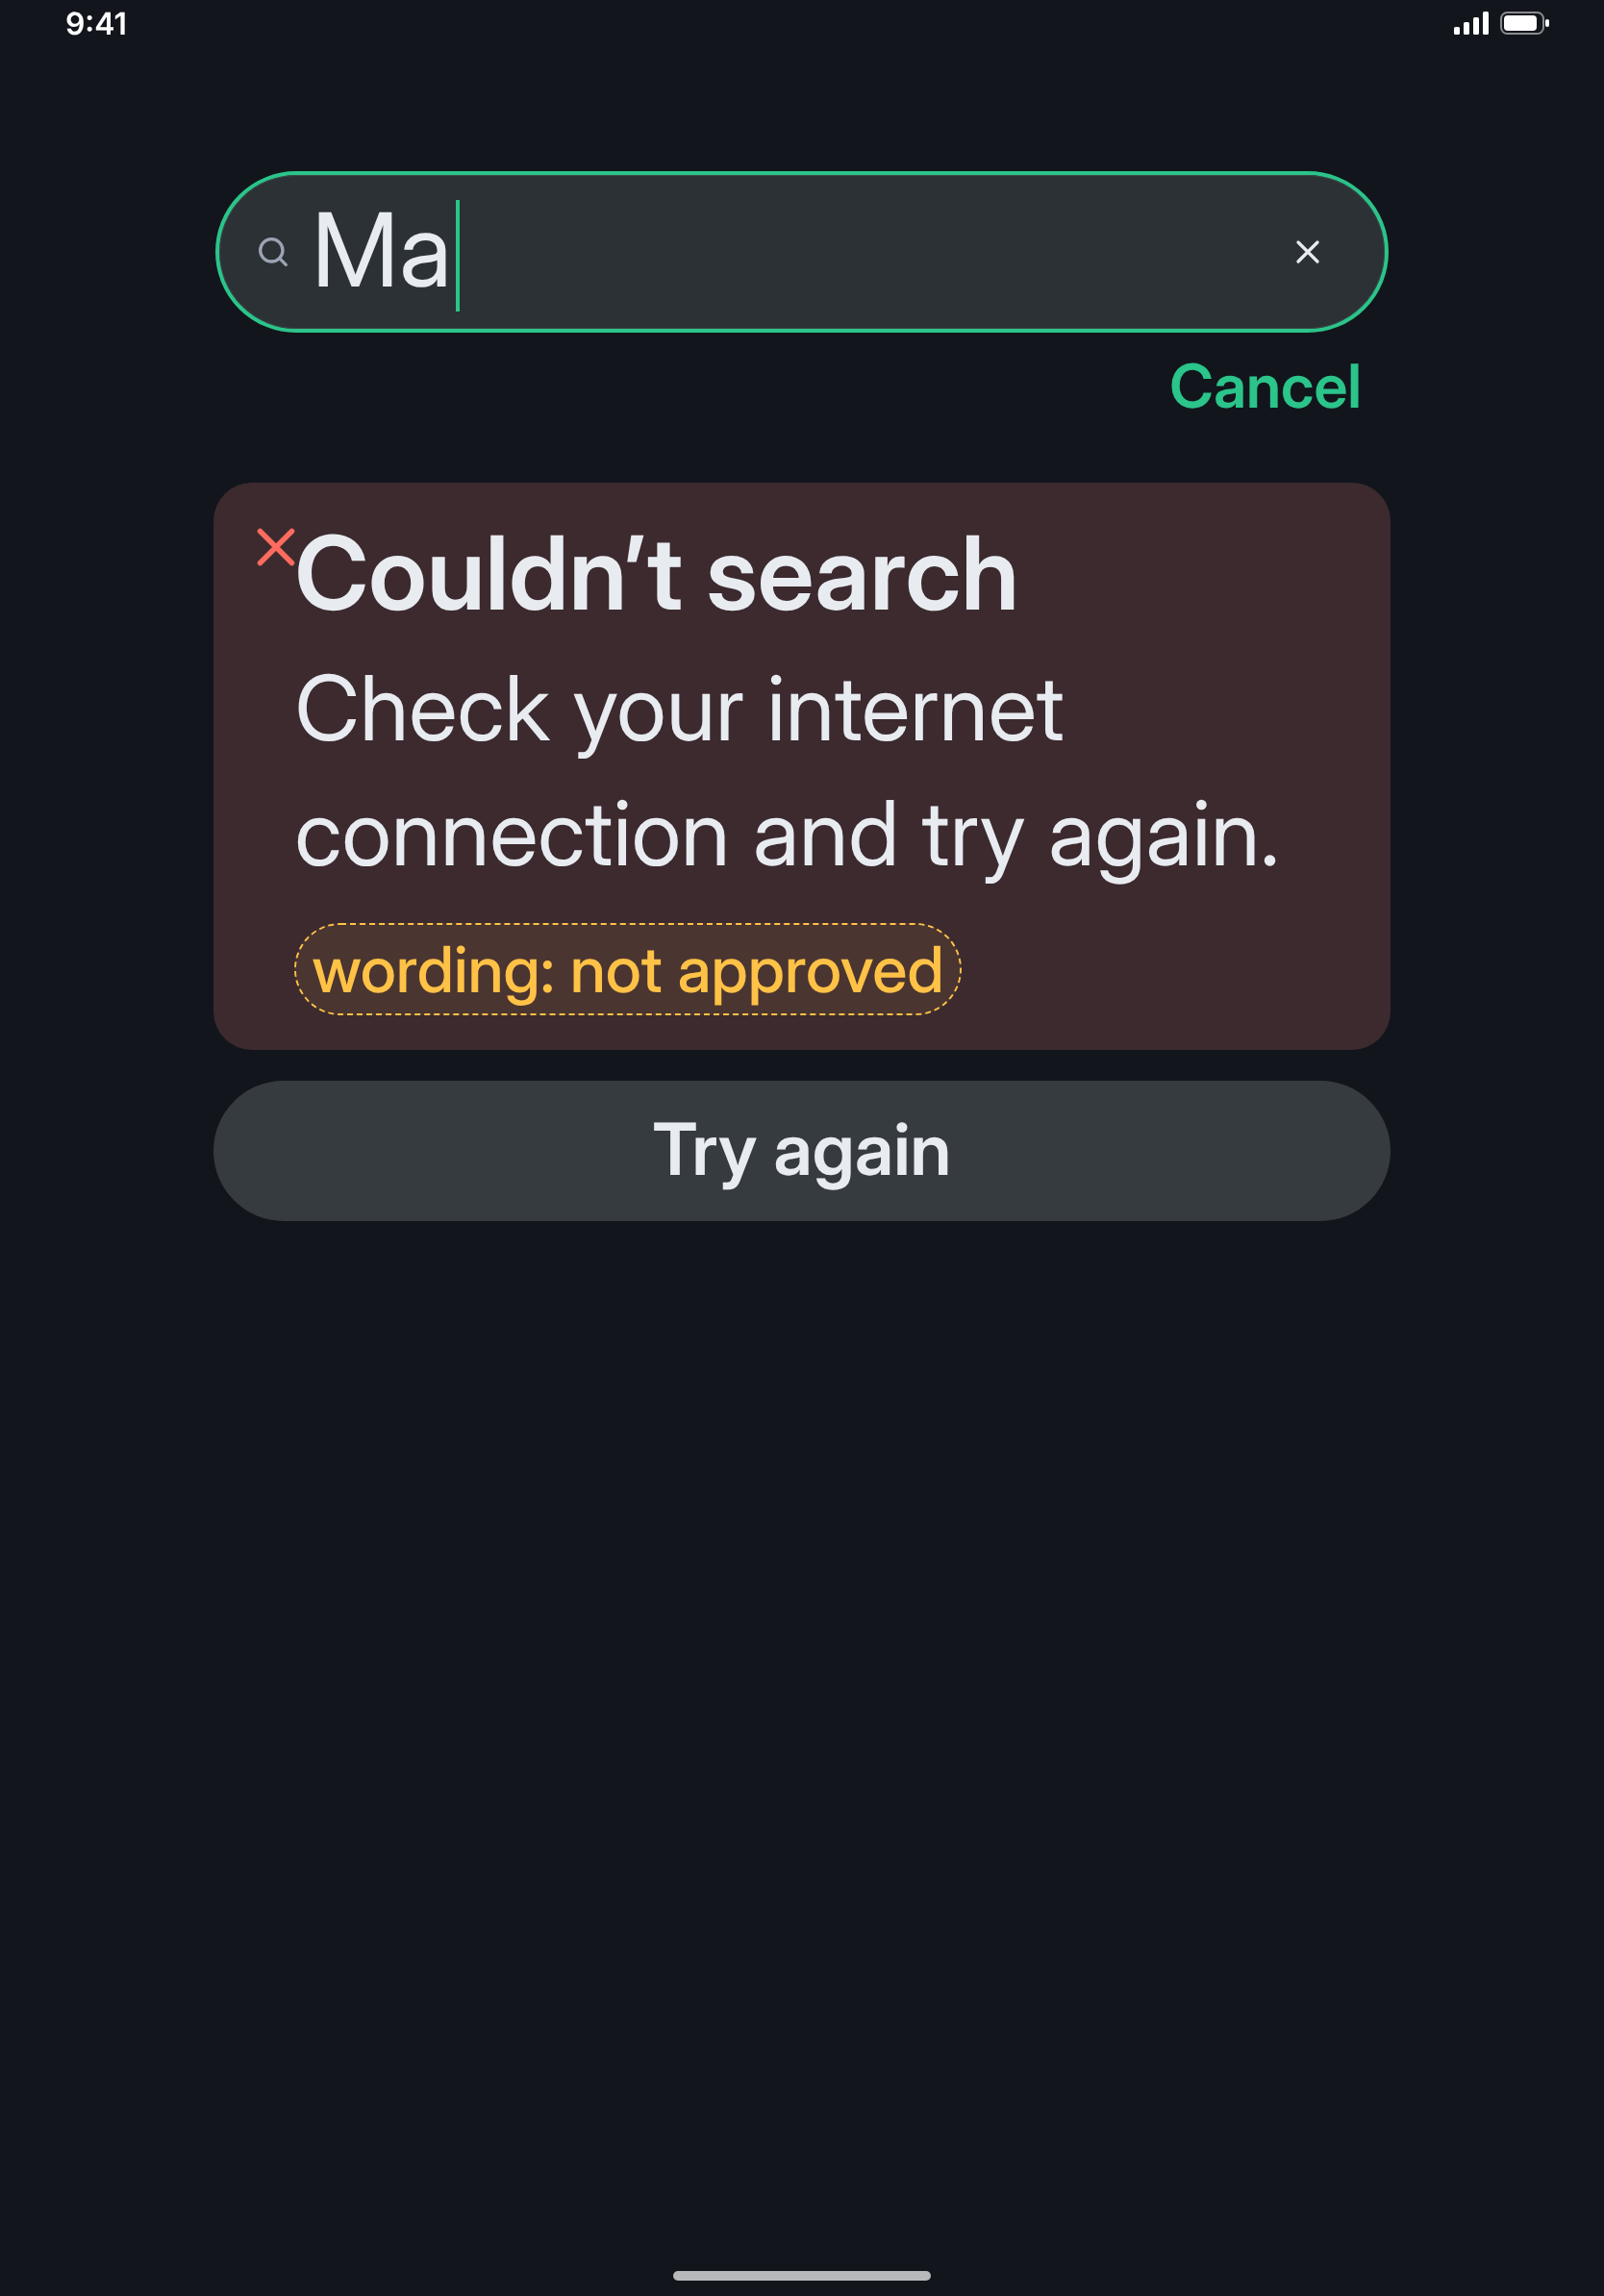 9:41
Ma
Cancel
Couldn’t search
Check your internet
connection and try again.
wording: not approved
Try again